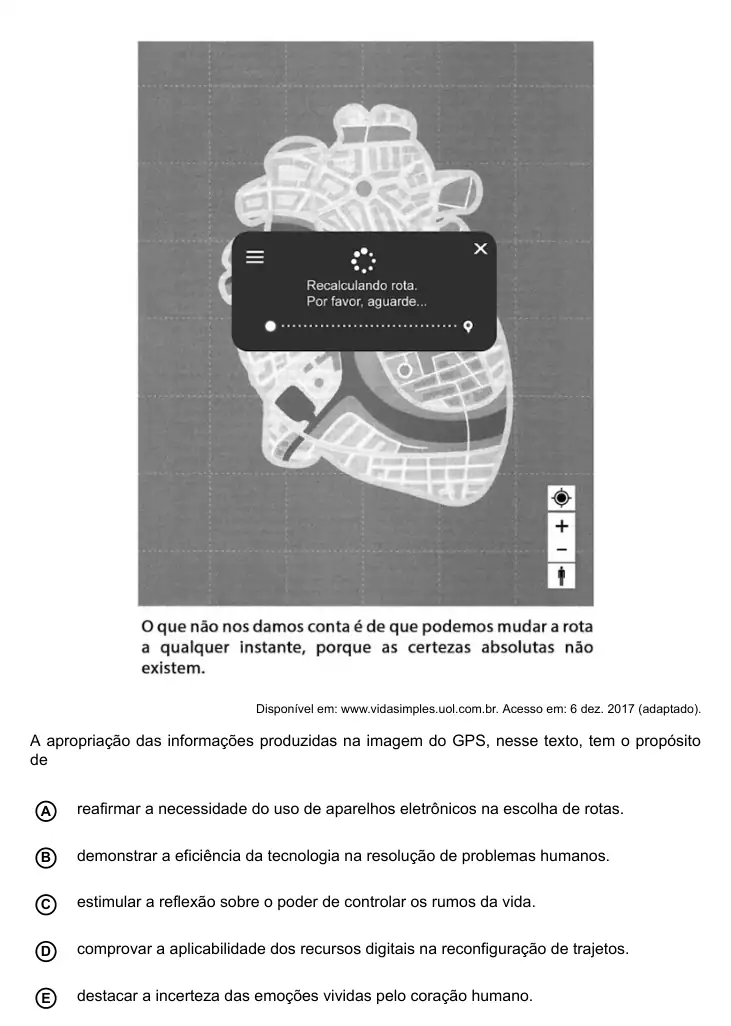 Recalculando rota.
Por favor, aguarde...
O que não nos damos conta é de que podemos mudar a rota
a qualquer instante, porque as certezas absolutas não
existem.
Disponível em: www.vidasimples.uol.com.br. Acesso em: 6 dez. 2017 (adaptado).
A apropriação das informações produzidas na imagem do GPS, nesse texto, tem o propósito
de
A reafirmar a necessidade do uso de aparelhos eletrônicos na escolha de rotas.
B demonstrar a eficiência da tecnologia na resolução de problemas humanos.
C estimular a reflexão sobre o poder de controlar os rumos da vida.
D comprovar a aplicabilidade dos recursos digitais na reconfiguração de trajetos.
E destacar a incerteza das emoções vividas pelo coração humano.